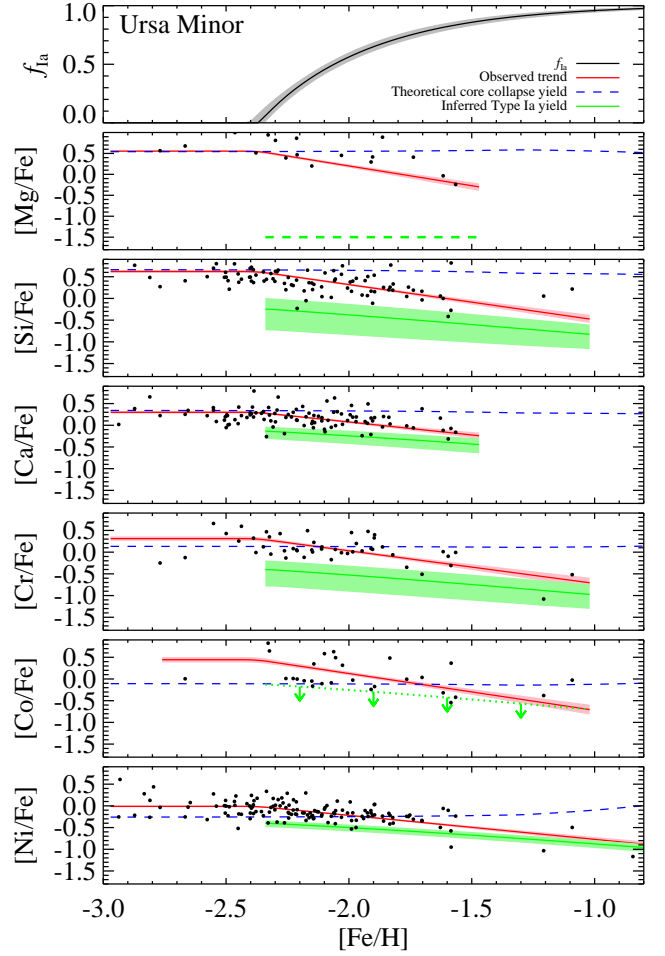 Ursa Minor
1.0
0.5
0.0
f_Ia
f_Ia
Observed trend
Theoretical core collapse yield
Inferred Type Ia yield
[Mg/Fe]
0.5
0.0
-0.5
-1.0
-1.5
[Si/Fe]
0.5
0.0
-0.5
-1.0
-1.5
[Ca/Fe]
0.5
0.0
-0.5
-1.0
-1.5
[Cr/Fe]
0.5
0.0
-0.5
-1.0
-1.5
[Co/Fe]
0.5
0.0
-0.5
-1.0
-1.5
[Ni/Fe]
0.5
0.0
-0.5
-1.0
-1.5
-3.0 -2.5 -2.0 -1.5 -1.0
[Fe/H]